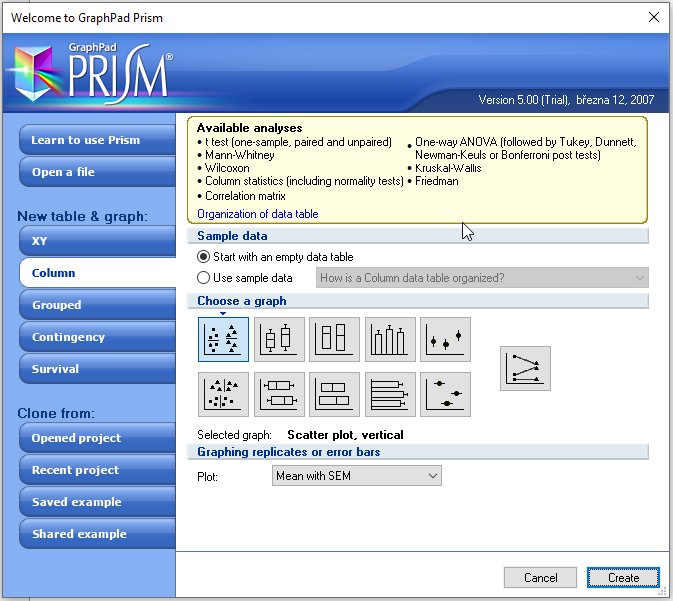 Welcome to GraphPad Prism
GraphPad
PRISM®
Version 5.00 (Trial), března 12, 2007
Learn to use Prism
Open a file
New table & graph:
XY
Column
Grouped
Contingency
Survival
Clone from:
Opened project
Recent project
Saved example
Shared example
Available analyses
• t test (one-sample, paired and unpaired)
• Mann-Whitney
• Wilcoxon
• Column statistics (including normality tests)
• Correlation matrix
• One-way ANOVA (followed by Tukey, Dunnett,
Newman-Keuls or Bonferroni post tests)
• Kruskal-Wallis
• Friedman
Organization of data table
Sample data
Start with an empty data table
Use sample data
How is a Column data table organized?
Choose a graph
Selected graph: Scatter plot, vertical
Graphing replicates or error bars
Plot: Mean with SEM
Cancel
Create